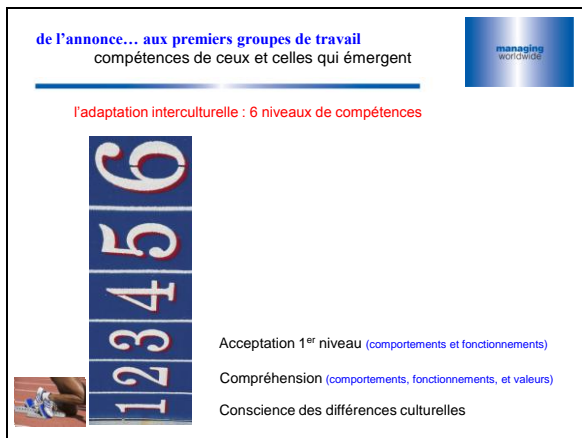 de l’annonce… aux premiers groupes de travail
compétences de ceux et celles qui émergent
managing
worldwide
l’adaptation interculturelle : 6 niveaux de compétences
6
5
4
3
Acceptation 1er niveau (comportements et fonctionnements)
2
Compréhension (comportements, fonctionnements, et valeurs)
1
Conscience des différences culturelles